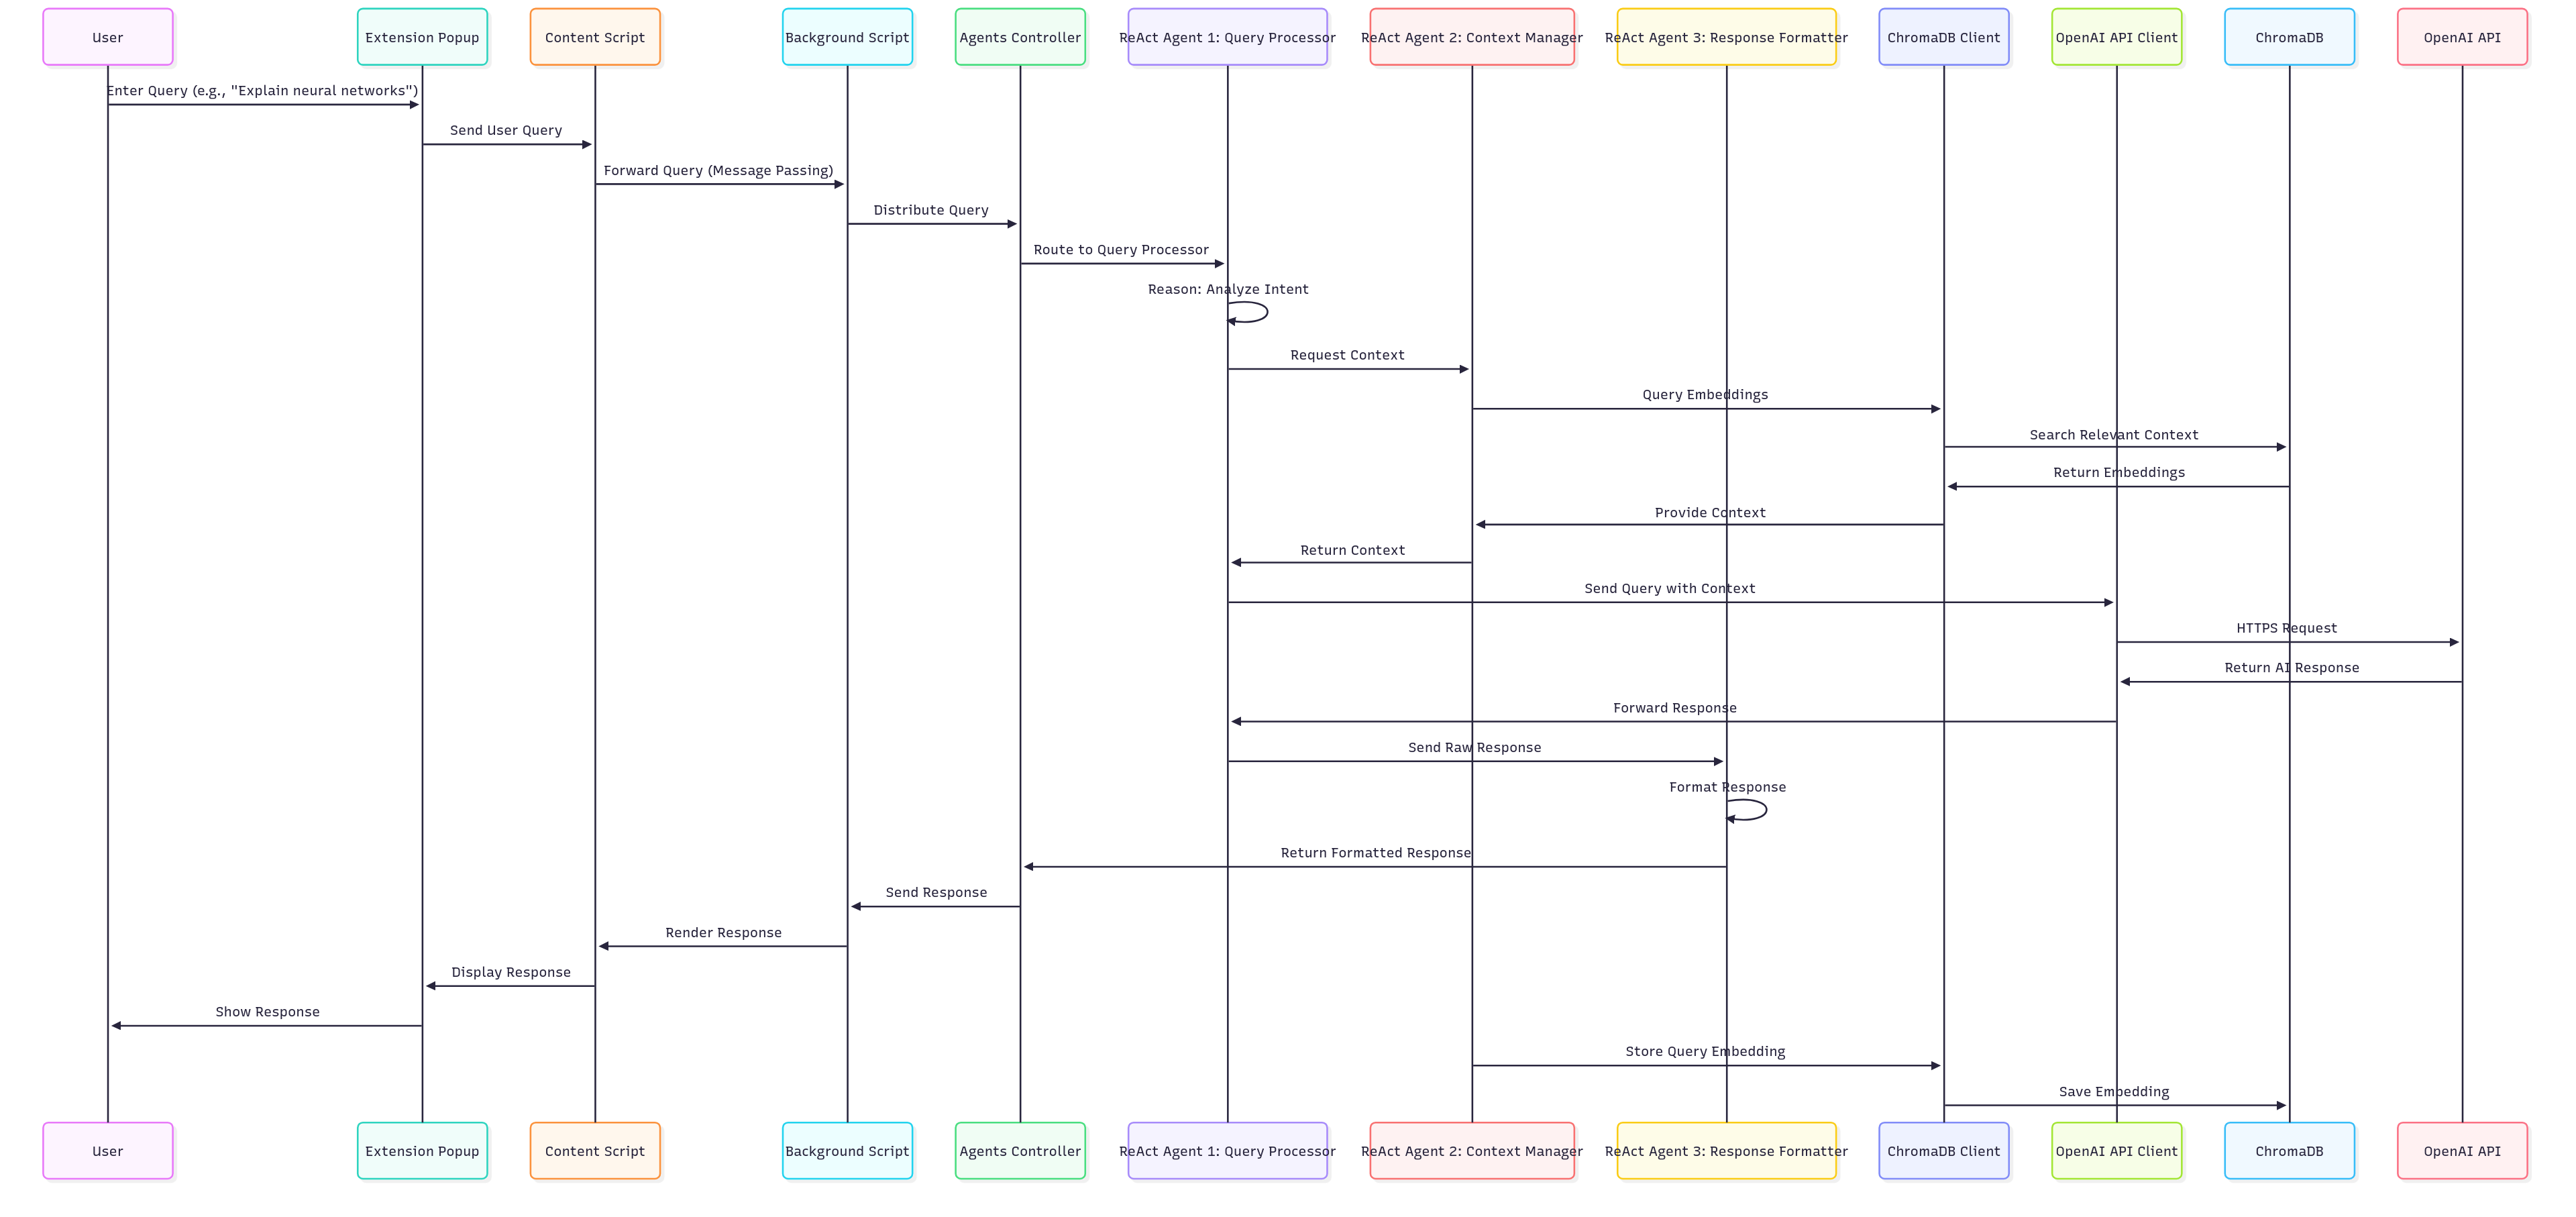 User
Extension Popup
Content Script
Background Script
Agents Controller
ReAct Agent 1: Query Processor
ReAct Agent 2: Context Manager
ReAct Agent 3: Response Formatter
ChromaDB Client
OpenAI API Client
ChromaDB
OpenAI API
Enter Query (e.g., "Explain neural networks")
Send User Query
Forward Query (Message Passing)
Distribute Query
Route to Query Processor
Reason: Analyze Intent
Request Context
Query Embeddings
Search Relevant Context
Return Embeddings
Provide Context
Return Context
Send Query with Context
HTTPS Request
Return AI Response
Forward Response
Send Raw Response
Format Response
Return Formatted Response
Send Response
Render Response
Display Response
Show Response
Store Query Embedding
Save Embedding
User
Extension Popup
Content Script
Background Script
Agents Controller
ReAct Agent 1: Query Processor
ReAct Agent 2: Context Manager
ReAct Agent 3: Response Formatter
ChromaDB Client
OpenAI API Client
ChromaDB
OpenAI API